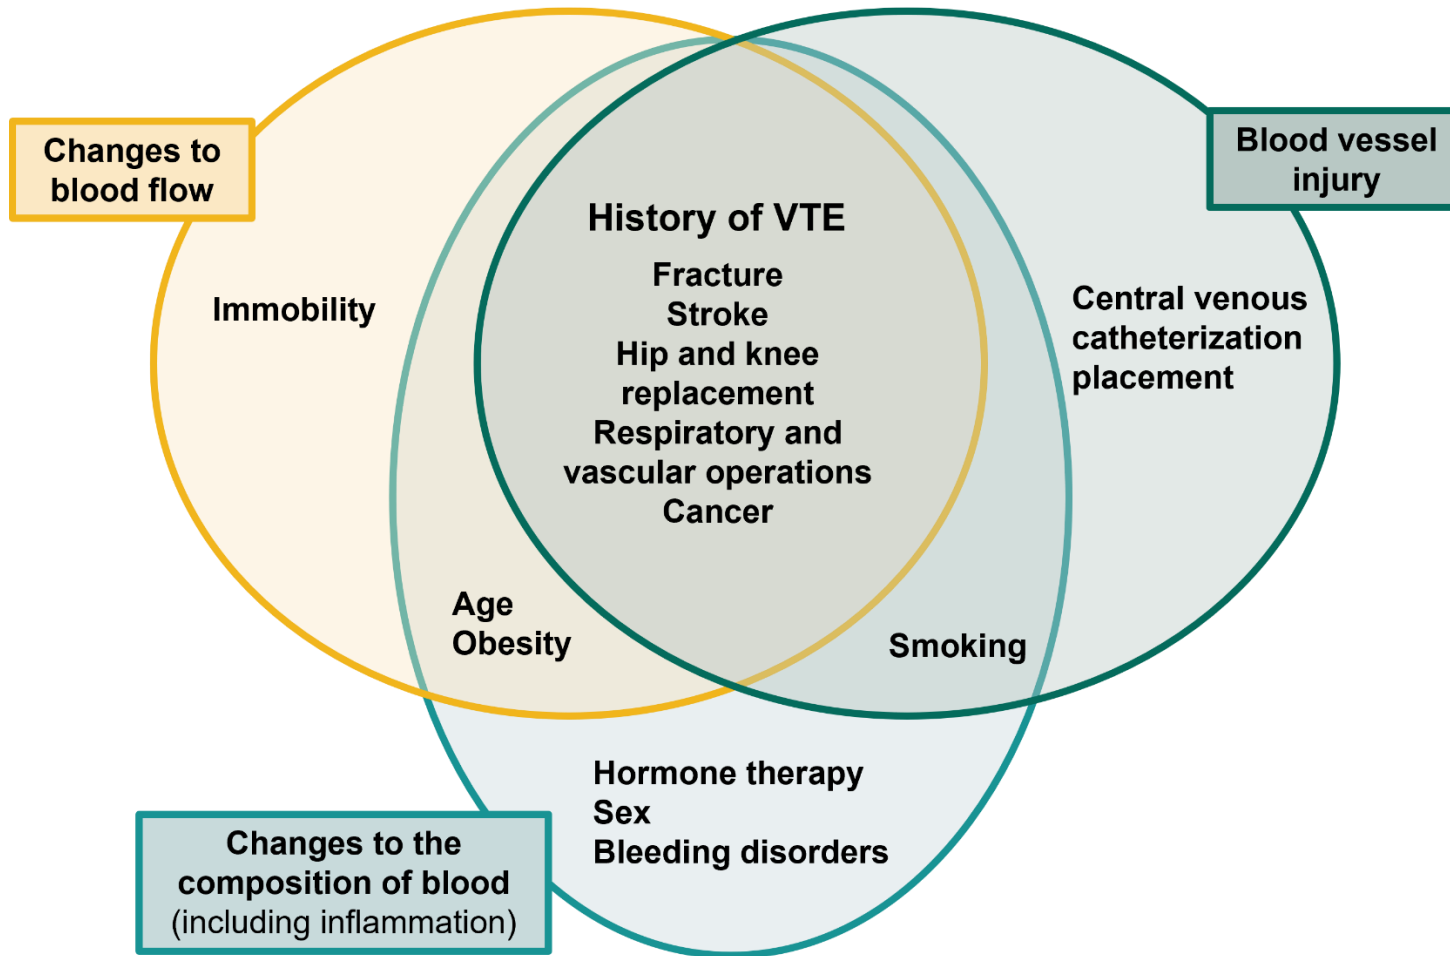 Changes to
blood flow
Blood vessel
injury
History of VTE
Fracture
Stroke
Hip and knee
replacement
Respiratory and
vascular operations
Cancer
Immobility
Central venous
catheterization
placement
Age
Obesity
Smoking
Hormone therapy
Sex
Bleeding disorders
Changes to the
composition of blood
(including inflammation)